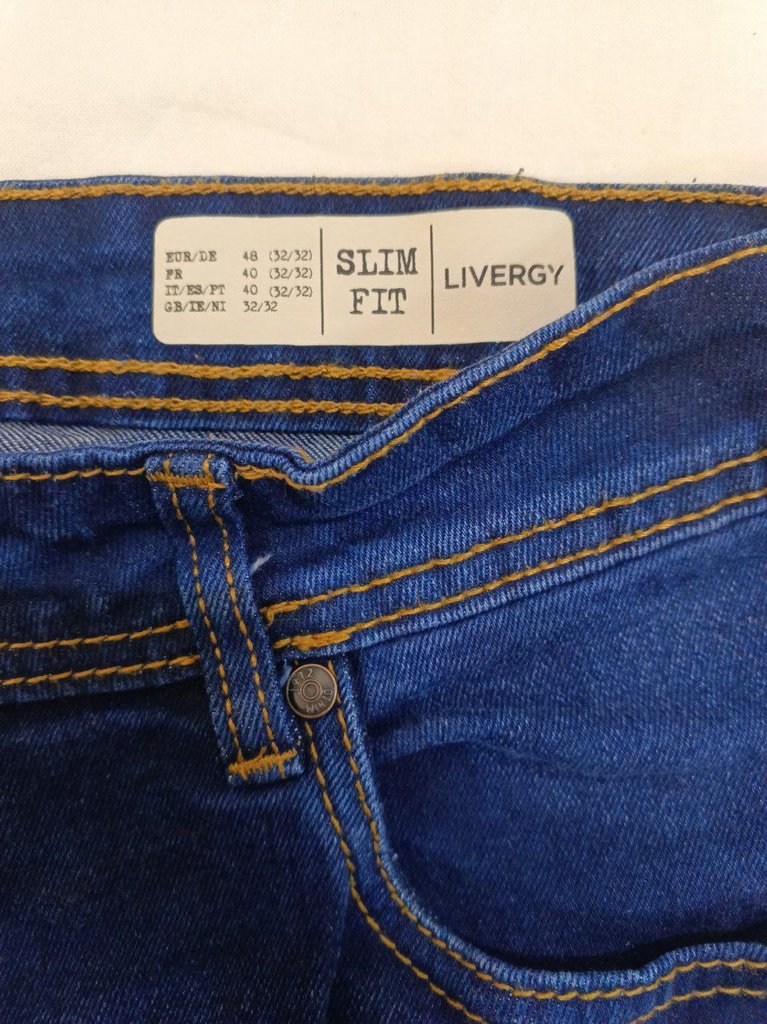 EUR/DE 48 (32/32)
FR 40 (32/32)
IT/ES/PT 40 (32/32)
GB/IE/NI 32/32
SLIM
FIT
LIVERGY